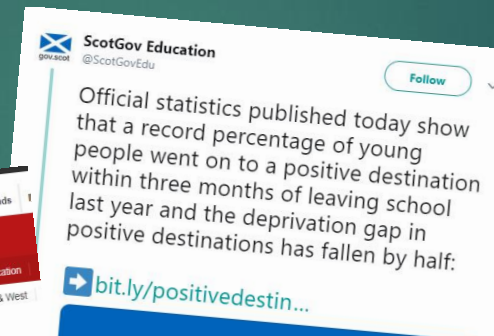 ScotGov Education
gov.scot
@ScotGovEdu
Follow
Official statistics published today show
that a record percentage of young
people went on to a positive destination
within three months of leaving school
last year and the deprivation gap in
positive destinations has fallen by half:
bit.ly/positivedestin...
ds
ation
& West